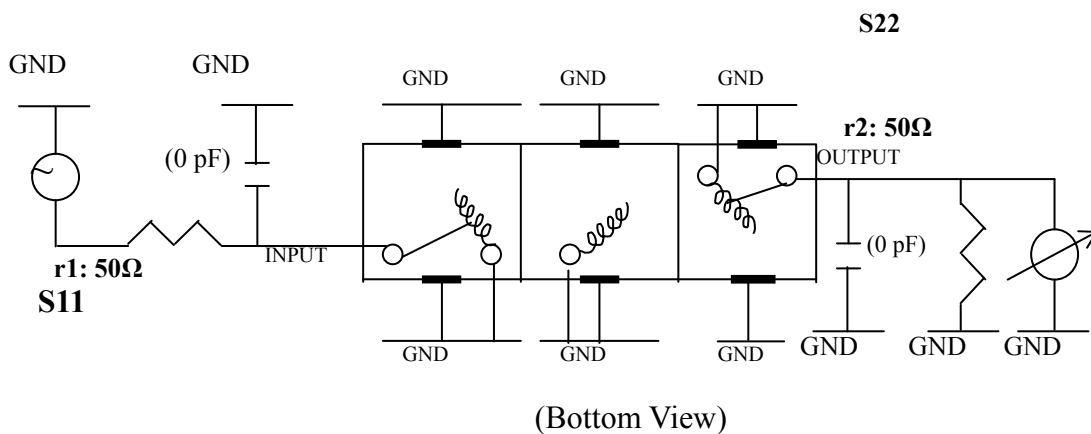 S22
GND
GND
GND
GND
GND
r2: 50Ω
(0 pF)
OUTPUT
INPUT
(0 pF)
r1: 50Ω
S11
GND
GND
GND
GND
GND
GND
(Bottom View)